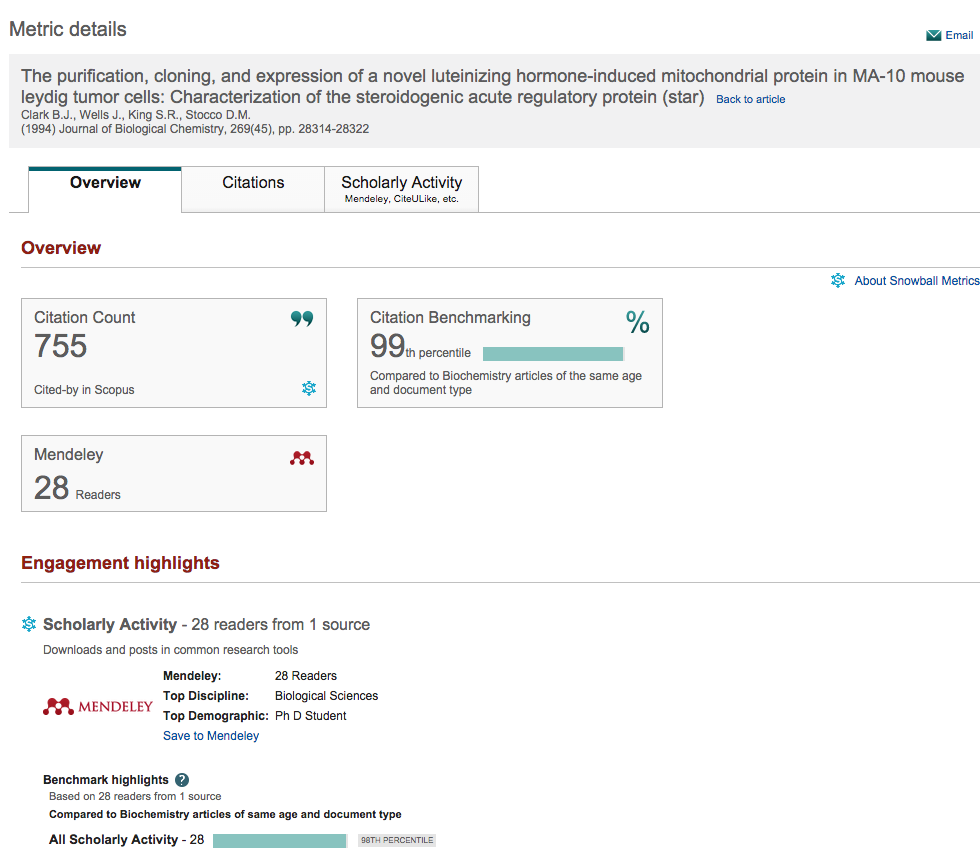 Metric details
Email
The purification, cloning, and expression of a novel luteinizing hormone-induced mitochondrial protein in MA-10 mouse
leydig tumor cells: Characterization of the steroidogenic acute regulatory protein (star) Back to article
Clark B.J., Wells J., King S.R., Stocco D.M.
(1994) Journal of Biological Chemistry, 269(45), pp. 28314-28322
Overview
Citations
Scholarly Activity
Mendeley, CiteULike, etc.
Overview
About Snowball Metrics
Citation Count
755
Cited-by in Scopus
Citation Benchmarking
%
99th percentile
Compared to Biochemistry articles of the same age
and document type
Mendeley
28 Readers
Engagement highlights
Scholarly Activity - 28 readers from 1 source
Downloads and posts in common research tools
MENDELEY
Mendeley: 28 Readers
Top Discipline: Biological Sciences
Top Demographic: Ph D Student
Save to Mendeley
Benchmark highlights ?
Based on 28 readers from 1 source
Compared to Biochemistry articles of same age and document type
All Scholarly Activity - 28 98TH PERCENTILE